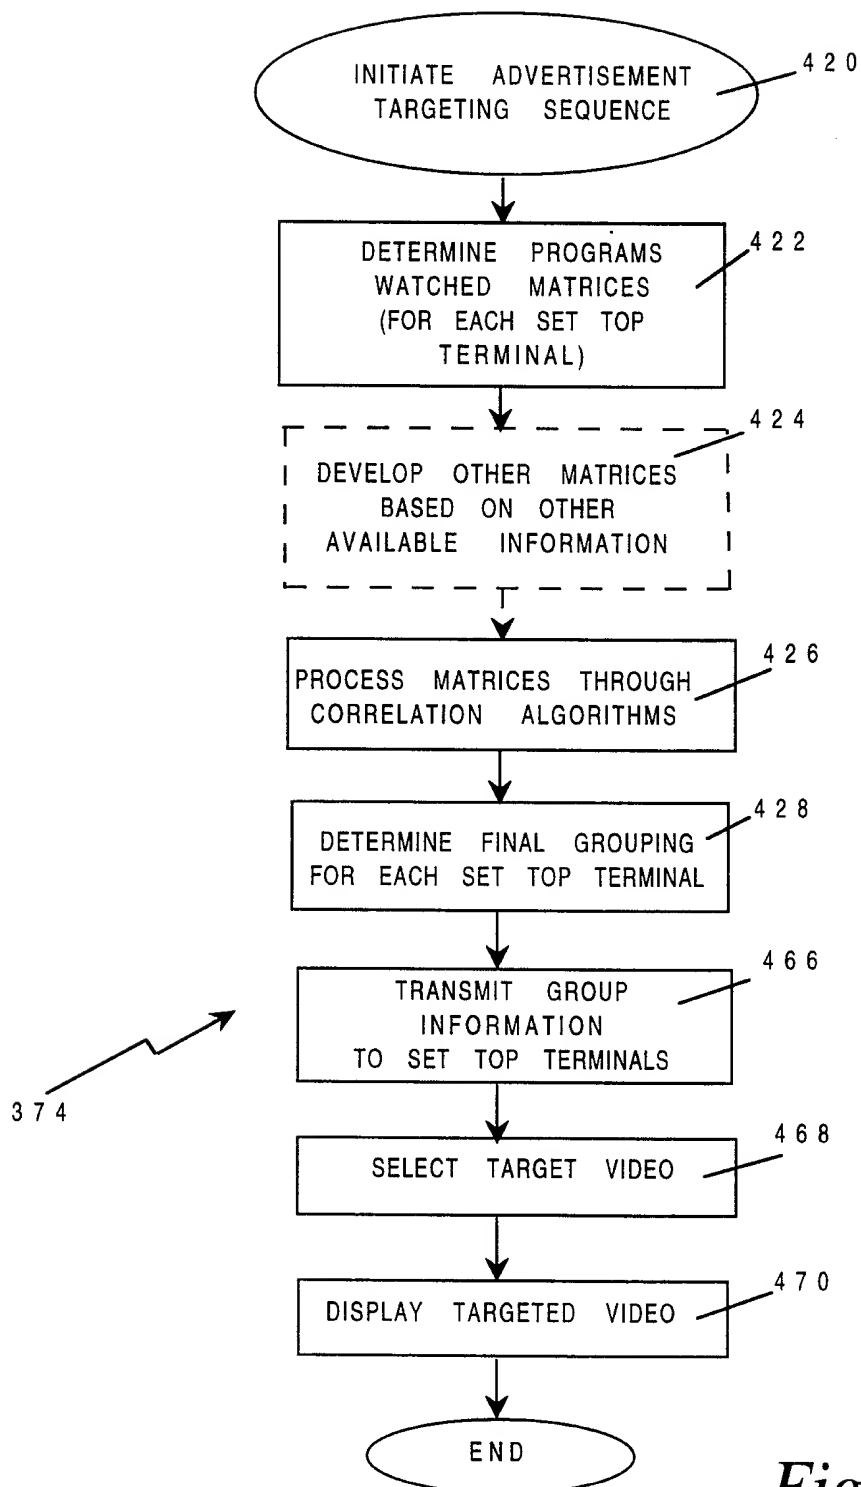 INITIATE ADVERTISEMENT
TARGETING SEQUENCE
420
DETERMINE PROGRAMS
WATCHED MATRICES
(FOR EACH SET TOP
TERMINAL)
422
DEVELOP OTHER MATRICES
BASED ON OTHER
AVAILABLE INFORMATION
424
PROCESS MATRICES THROUGH
CORRELATION ALGORITHMS
426
DETERMINE FINAL GROUPING
FOR EACH SET TOP TERMINAL
428
TRANSMIT GROUP
INFORMATION
TO SET TOP TERMINALS
466
374
SELECT TARGET VIDEO
468
DISPLAY TARGETED VIDEO
470
END
Fig